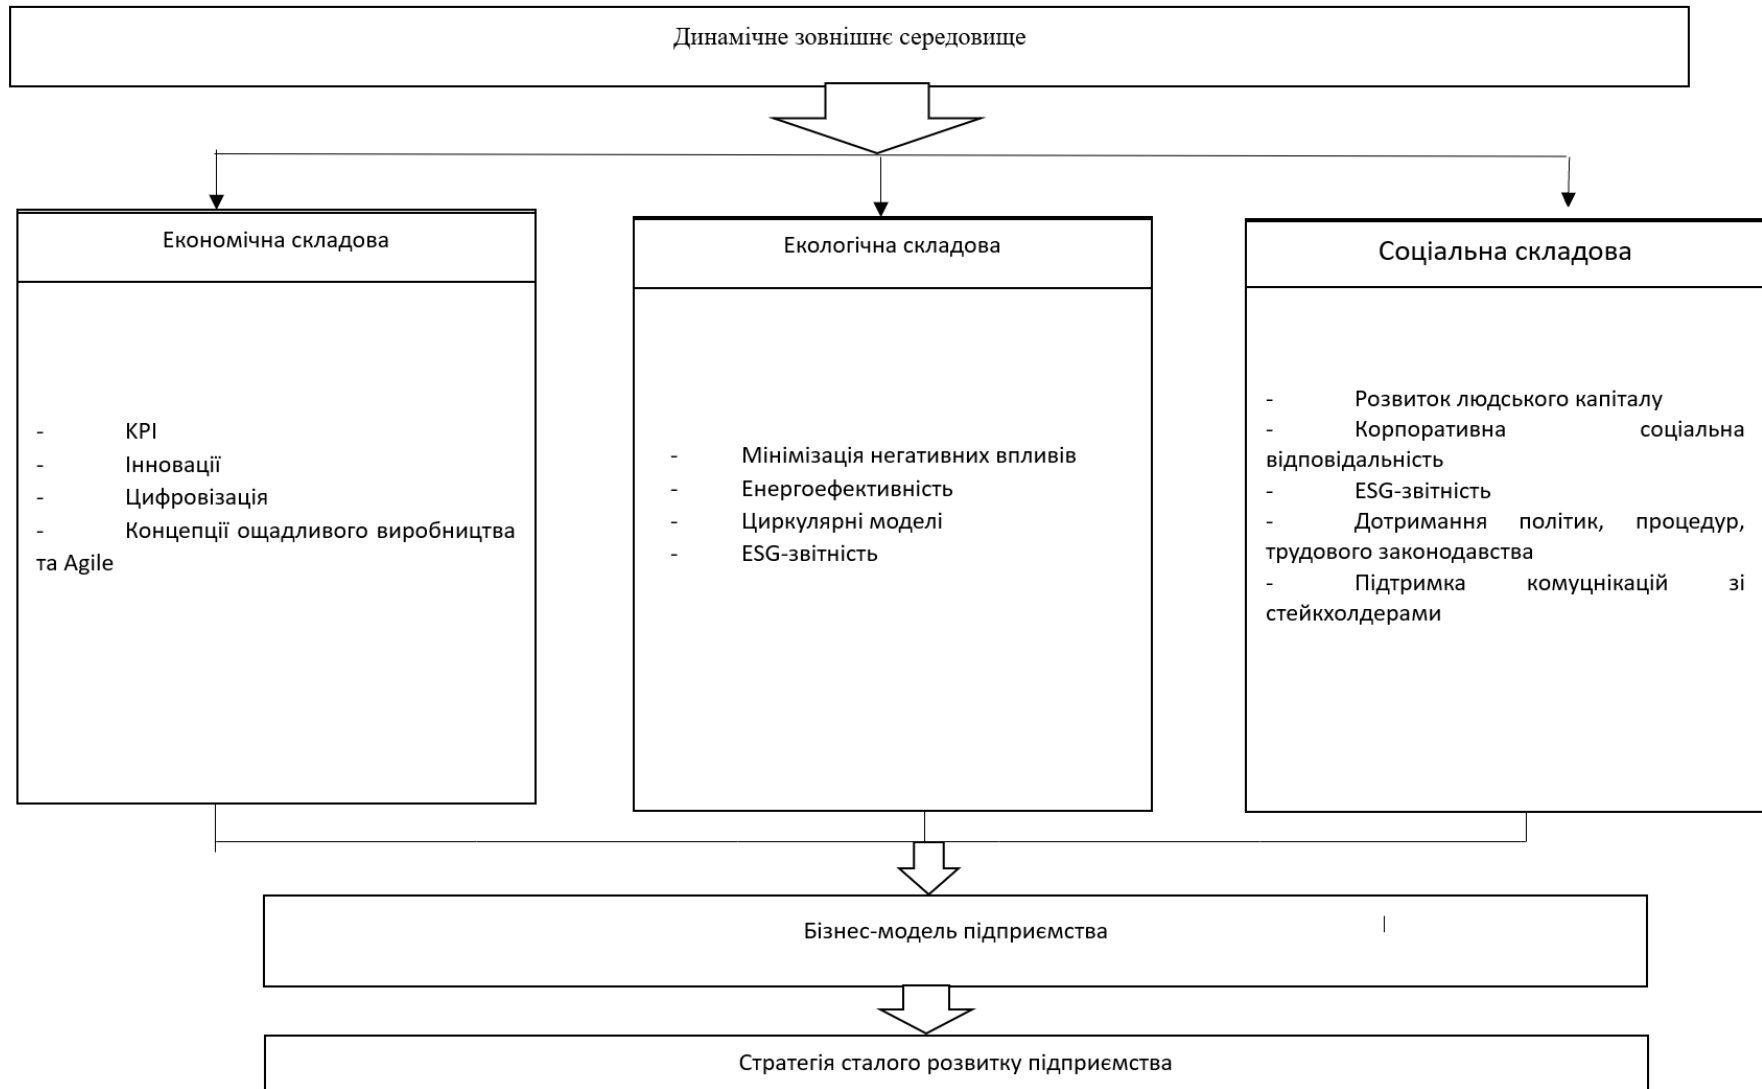 Динамічне зовнішнє середовище
Економічна складова
- KPI
- Інновації
- Цифровізація
- Концепції ощадливого виробництва
та Agile
Екологічна складова
- Мінімізація негативних впливів
- Енергоефективність
- Циркулярні моделі
- ESG-звітність
Соціальна складова
- Розвиток людського капіталу
- Корпоративна соціальна
відповідальність
- ESG-звітність
- Дотримання політик, процедур,
трудового законодавства
- Підтримка комуцнікацій зі
стейкхолдерами
Бізнес-модель підприємства
Стратегія сталого розвитку підприємства